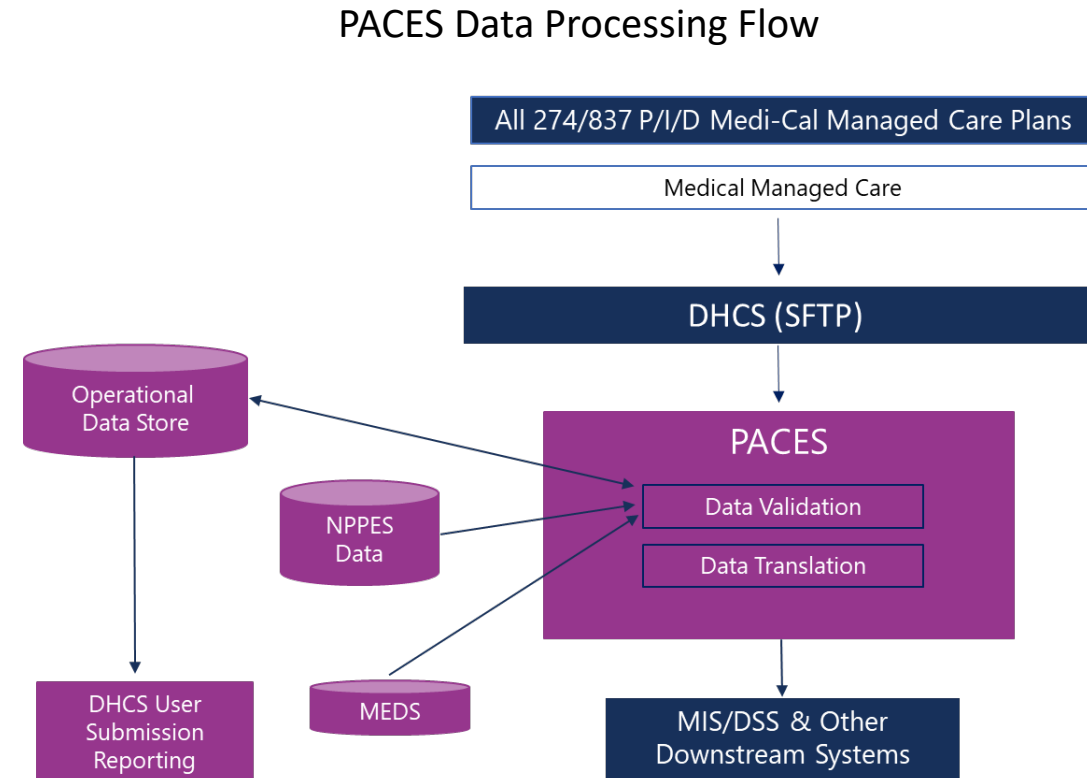 PACES Data Processing Flow
All 274/837 P/I/D Medi-Cal Managed Care Plans
Medical Managed Care
DHCS (SFTP)
Operational
Data Store
PACES
Data Validation
NPPES
Data
Data Translation
MEDS
DHCS User
Submission
Reporting
MIS/DSS & Other
Downstream Systems